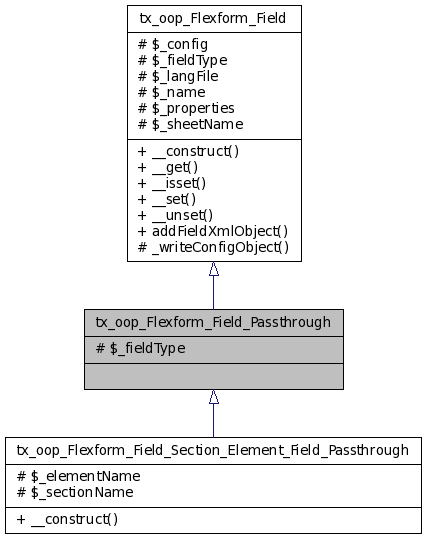 tx_oop_Flexform_Field
# $_config
# $_fieldType
# $_langFile
# $_name
# $_properties
# $_sheetName
+ __construct()
+ __get()
+ __isset()
+ __set()
+ __unset()
+ addFieldXmlObject()
# _writeConfigObject()
tx_oop_Flexform_Field_Passthrough
# $_fieldType
tx_oop_Flexform_Field_Section_Element_Field_Passthrough
# $_elementName
# $_sectionName
+ __construct()